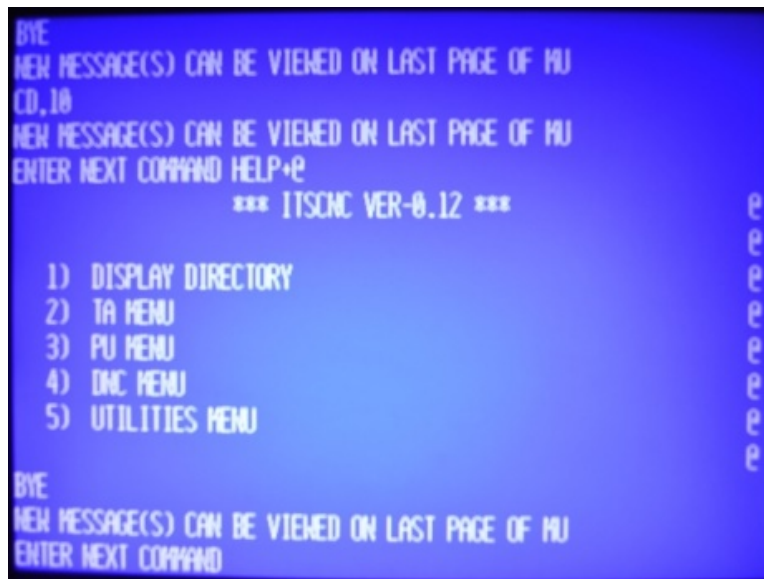 BYE
NEW MESSAGE(S) CAN BE VIEWED ON LAST PAGE OF MU
CD,10
NEW MESSAGE(S) CAN BE VIEWED ON LAST PAGE OF MU
ENTER NEXT COMMAND HELP+@
*** ITSCNC VER-0.12 *** @
@
1) DISPLAY DIRECTORY @
2) TA MENU @
3) PU MENU @
4) DNC MENU @
5) UTILITIES MENU @
@
BYE
NEW MESSAGE(S) CAN BE VIEWED ON LAST PAGE OF MU
ENTER NEXT COMMAND